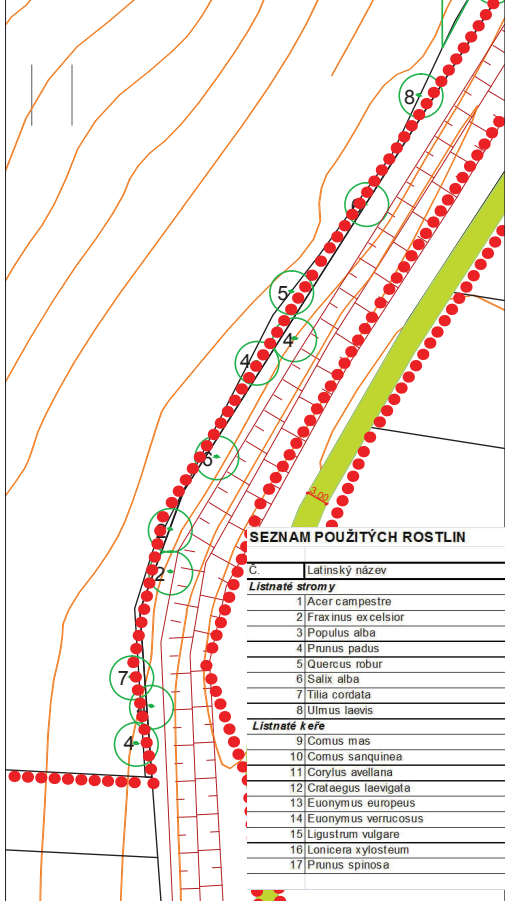 8
5
4
4
6
2
7
4
3.00
SEZNAM POUŽITÝCH ROSTLIN
Č. Latinský název
Listnaté stromy
1 Acer campestre
2 Fraxinus excelsior
3 Populus alba
4 Prunus padus
5 Quercus robur
6 Salix alba
7 Tilia cordata
8 Ulmus laevis
Listnaté keře
9 Cornus mas
10 Cornus sanquinea
11 Corylus avellana
12 Crataegus laevigata
13 Euonymus europeus
14 Euonymus verrucosus
15 Ligustrum vulgare
16 Lonicera xylosteum
17 Prunus spinosa